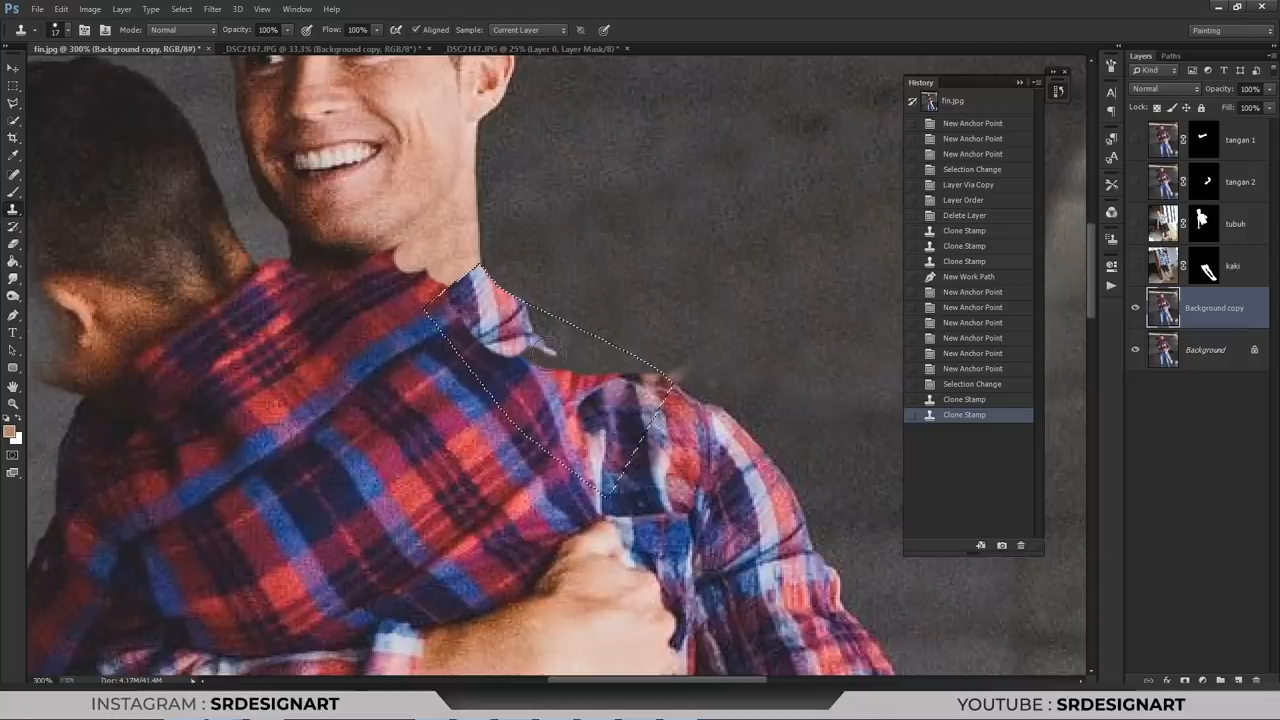 Ps File Edit Image Layer Type Select Filter 3D View Window Help
17 Mode: Normal Opacity: 100% Flow: 100% Aligned Sample: Current Layer Painting
fin.jpg @ 300% (Background copy, RGB/8#) * × _DSC2167.JPG @ 33.3% (Background copy, RGB/8*) * × _DSC2147.JPG @ 25% (Layer 0, Layer Mask/8) * ×
Layers Paths
Kind
Normal Opacity: 100%
Lock: Fill: 100%
tangan 1
tangan 2
tubuh
kaki
Background copy
Background
History
fin.jpg
New Anchor Point
New Anchor Point
New Anchor Point
Selection Change
Layer Via Copy
Layer Order
Delete Layer
Clone Stamp
Clone Stamp
Clone Stamp
New Work Path
New Anchor Point
New Anchor Point
New Anchor Point
New Anchor Point
New Anchor Point
New Anchor Point
Selection Change
Clone Stamp
Clone Stamp
300% Doc: 4.17M/41.4M
INSTAGRAM : SRDESIGNART
YOUTUBE : SRDESIGNART